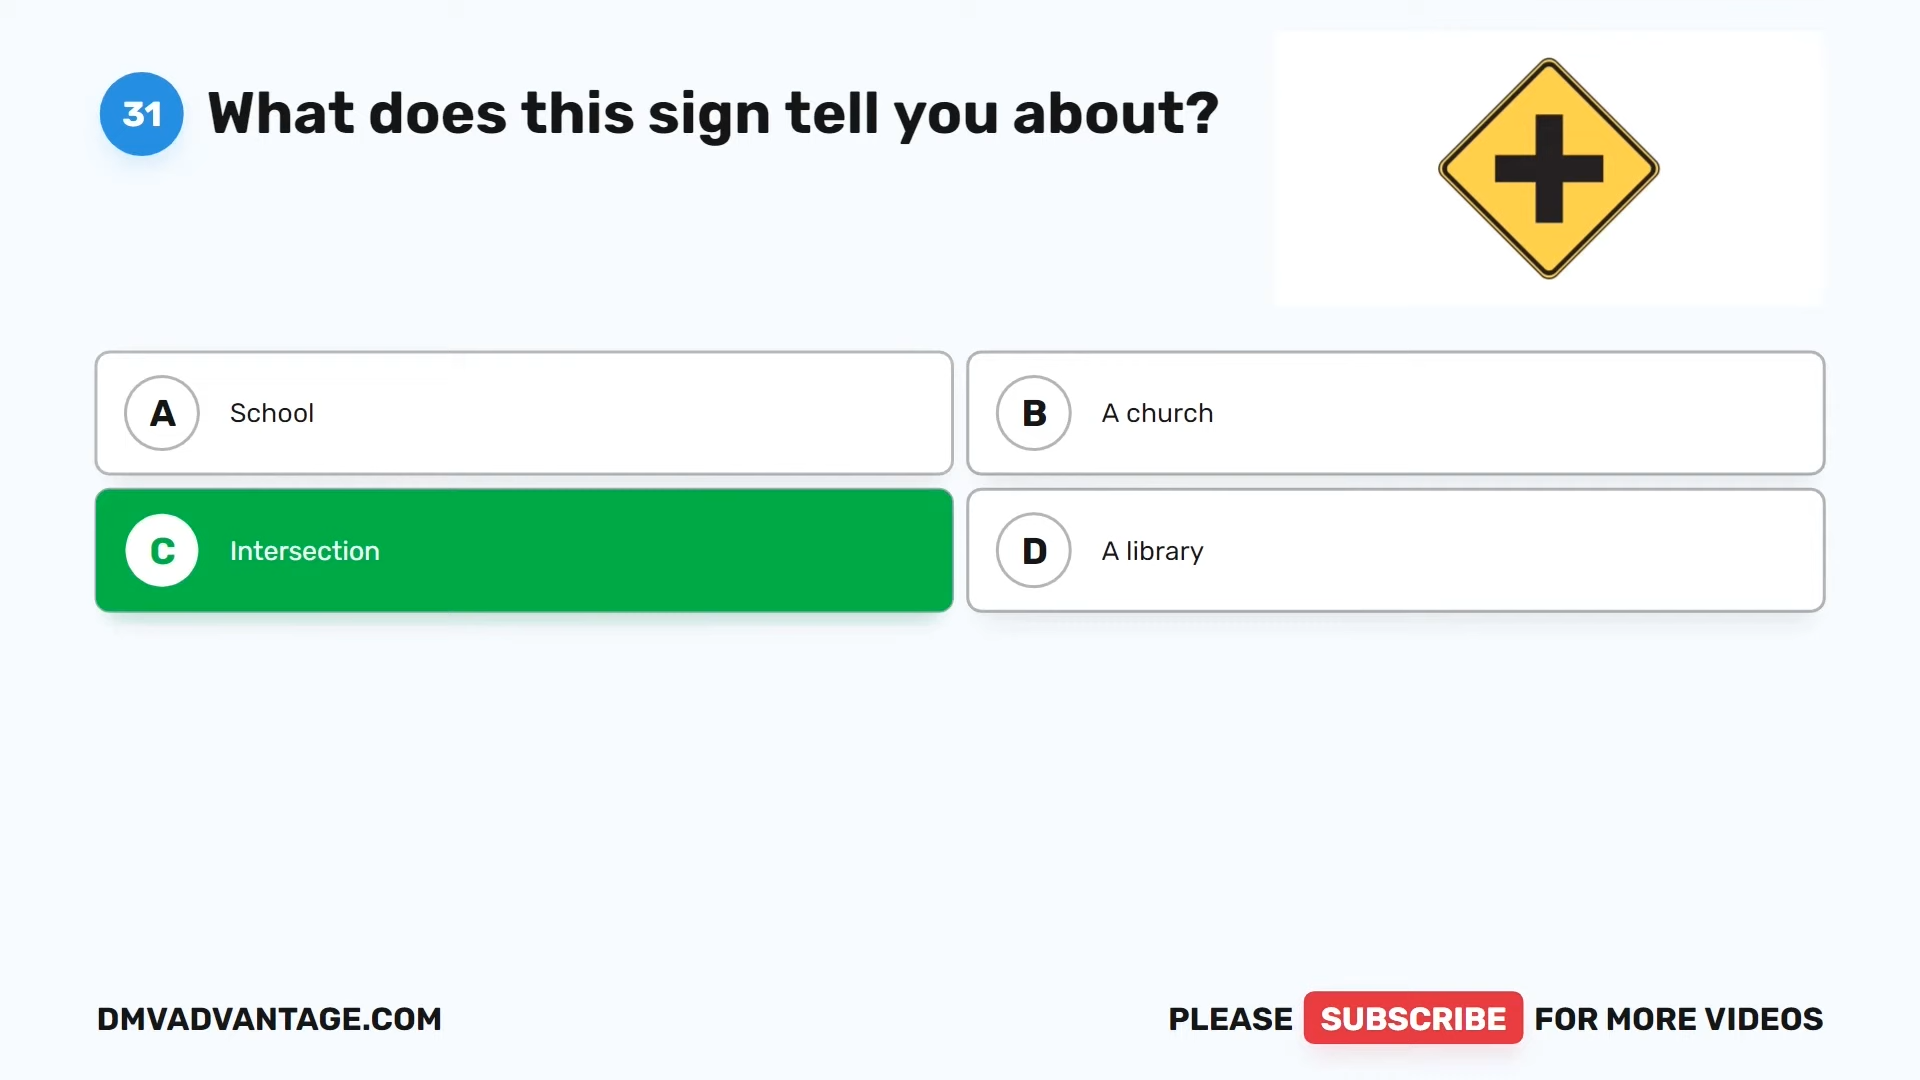 31 What does this sign tell you about?
A School
B A church
C Intersection
D A library
DMVADVANTAGE.COM
PLEASE SUBSCRIBE FOR MORE VIDEOS